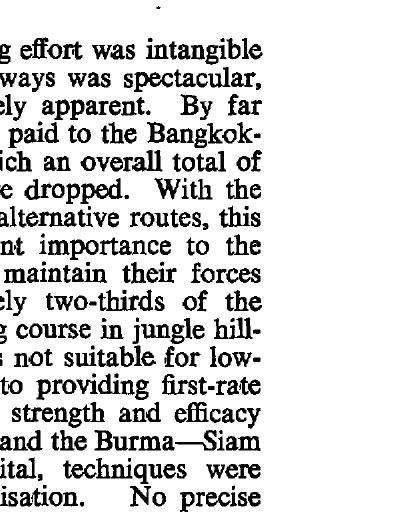 g effort was intangible
ways was spectacular,
ely apparent. By far
paid to the Bangkok-
ich an overall total of
e dropped. With the
alternative routes, this
nt importance to the
maintain their forces
ely two-thirds of the
g course in jungle hill-
s not suitable for low-
to providing first-rate
strength and efficacy
and the Burma—Siam
ital, techniques were
isation. No precise